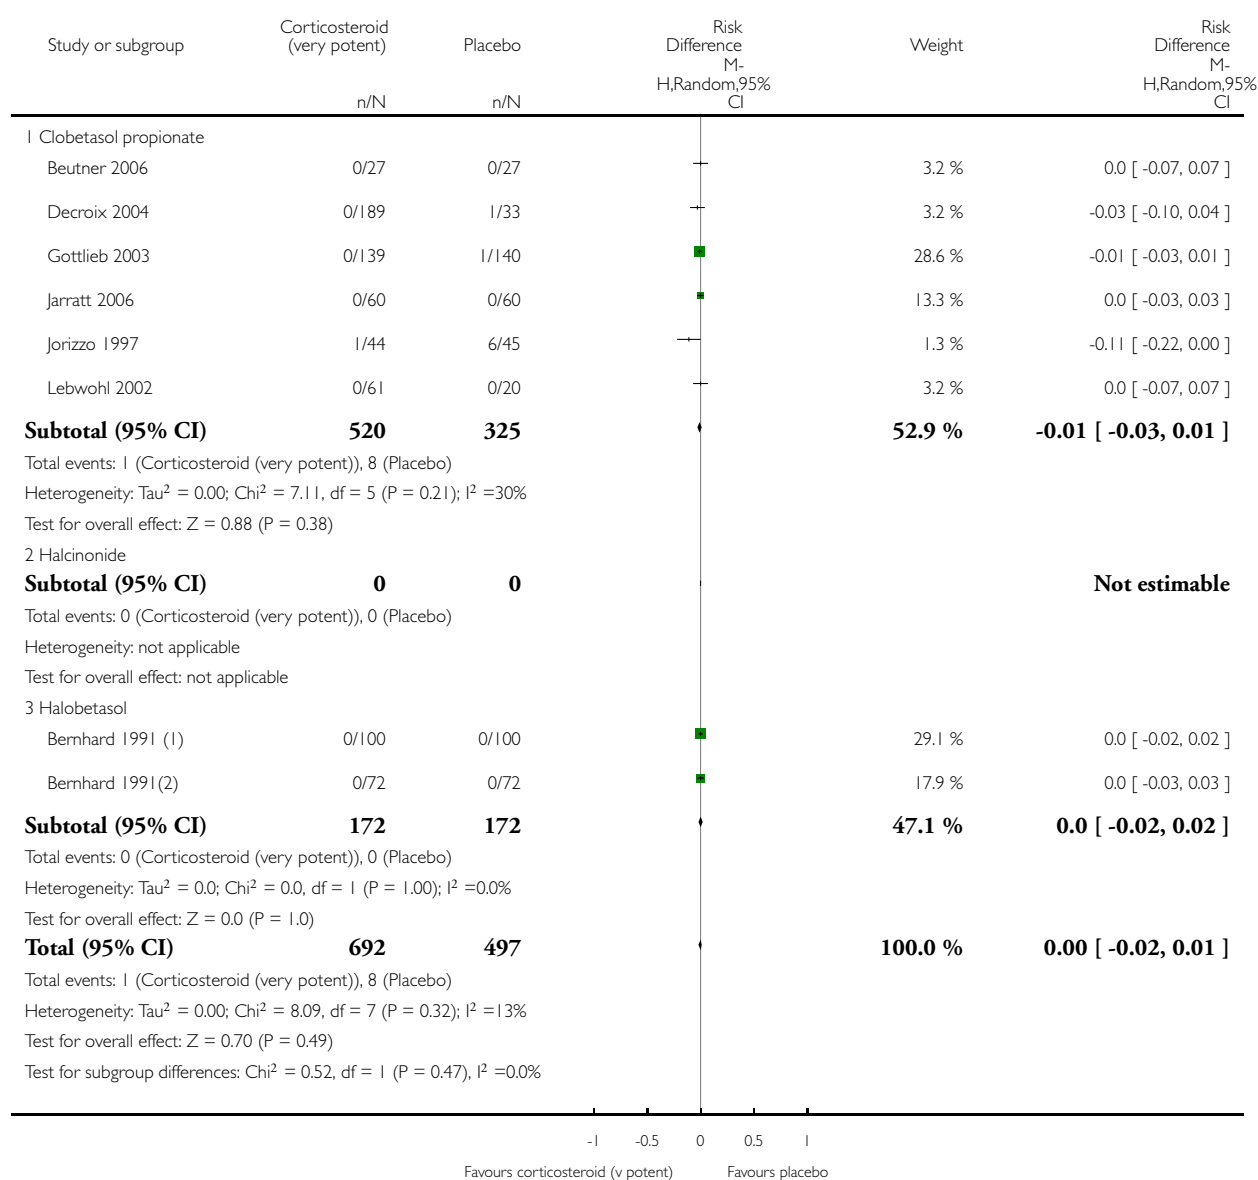 Study or subgroup Corticosteroid (very potent) Placebo Risk Difference Weight Risk Difference
M-H,Random,95% CI M-H,Random,95% CI
n/N n/N
1 Clobetasol propionate
Beutner 2006 0/27 0/27 3.2 % 0.0 [ -0.07, 0.07 ]
Decroix 2004 0/189 1/33 3.2 % -0.03 [ -0.10, 0.04 ]
Gottlieb 2003 0/139 1/140 28.6 % -0.01 [ -0.03, 0.01 ]
Jarratt 2006 0/60 0/60 13.3 % 0.0 [ -0.03, 0.03 ]
Jorizzo 1997 1/44 6/45 1.3 % -0.11 [ -0.22, 0.00 ]
Lebwohl 2002 0/61 0/20 3.2 % 0.0 [ -0.07, 0.07 ]
Subtotal (95% CI) 520 325 52.9 % -0.01 [ -0.03, 0.01 ]
Total events: 1 (Corticosteroid (very potent)), 8 (Placebo)
Heterogeneity: Tau² = 0.00; Chi² = 7.11, df = 5 (P = 0.21); I² =30%
Test for overall effect: Z = 0.88 (P = 0.38)
2 Halcinonide
Subtotal (95% CI) 0 0 Not estimable
Total events: 0 (Corticosteroid (very potent)), 0 (Placebo)
Heterogeneity: not applicable
Test for overall effect: not applicable
3 Halobetasol
Bernhard 1991 (1) 0/100 0/100 29.1 % 0.0 [ -0.02, 0.02 ]
Bernhard 1991(2) 0/72 0/72 17.9 % 0.0 [ -0.03, 0.03 ]
Subtotal (95% CI) 172 172 47.1 % 0.0 [ -0.02, 0.02 ]
Total events: 0 (Corticosteroid (very potent)), 0 (Placebo)
Heterogeneity: Tau² = 0.0; Chi² = 0.0, df = 1 (P = 1.00); I² =0.0%
Test for overall effect: Z = 0.0 (P = 1.0)
Total (95% CI) 692 497 100.0 % 0.00 [ -0.02, 0.01 ]
Total events: 1 (Corticosteroid (very potent)), 8 (Placebo)
Heterogeneity: Tau² = 0.00; Chi² = 8.09, df = 7 (P = 0.32); I² =13%
Test for overall effect: Z = 0.70 (P = 0.49)
Test for subgroup differences: Chi² = 0.52, df = 1 (P = 0.47), I² =0.0%
-1 -0.5 0 0.5 1
Favours corticosteroid (v potent) Favours placebo